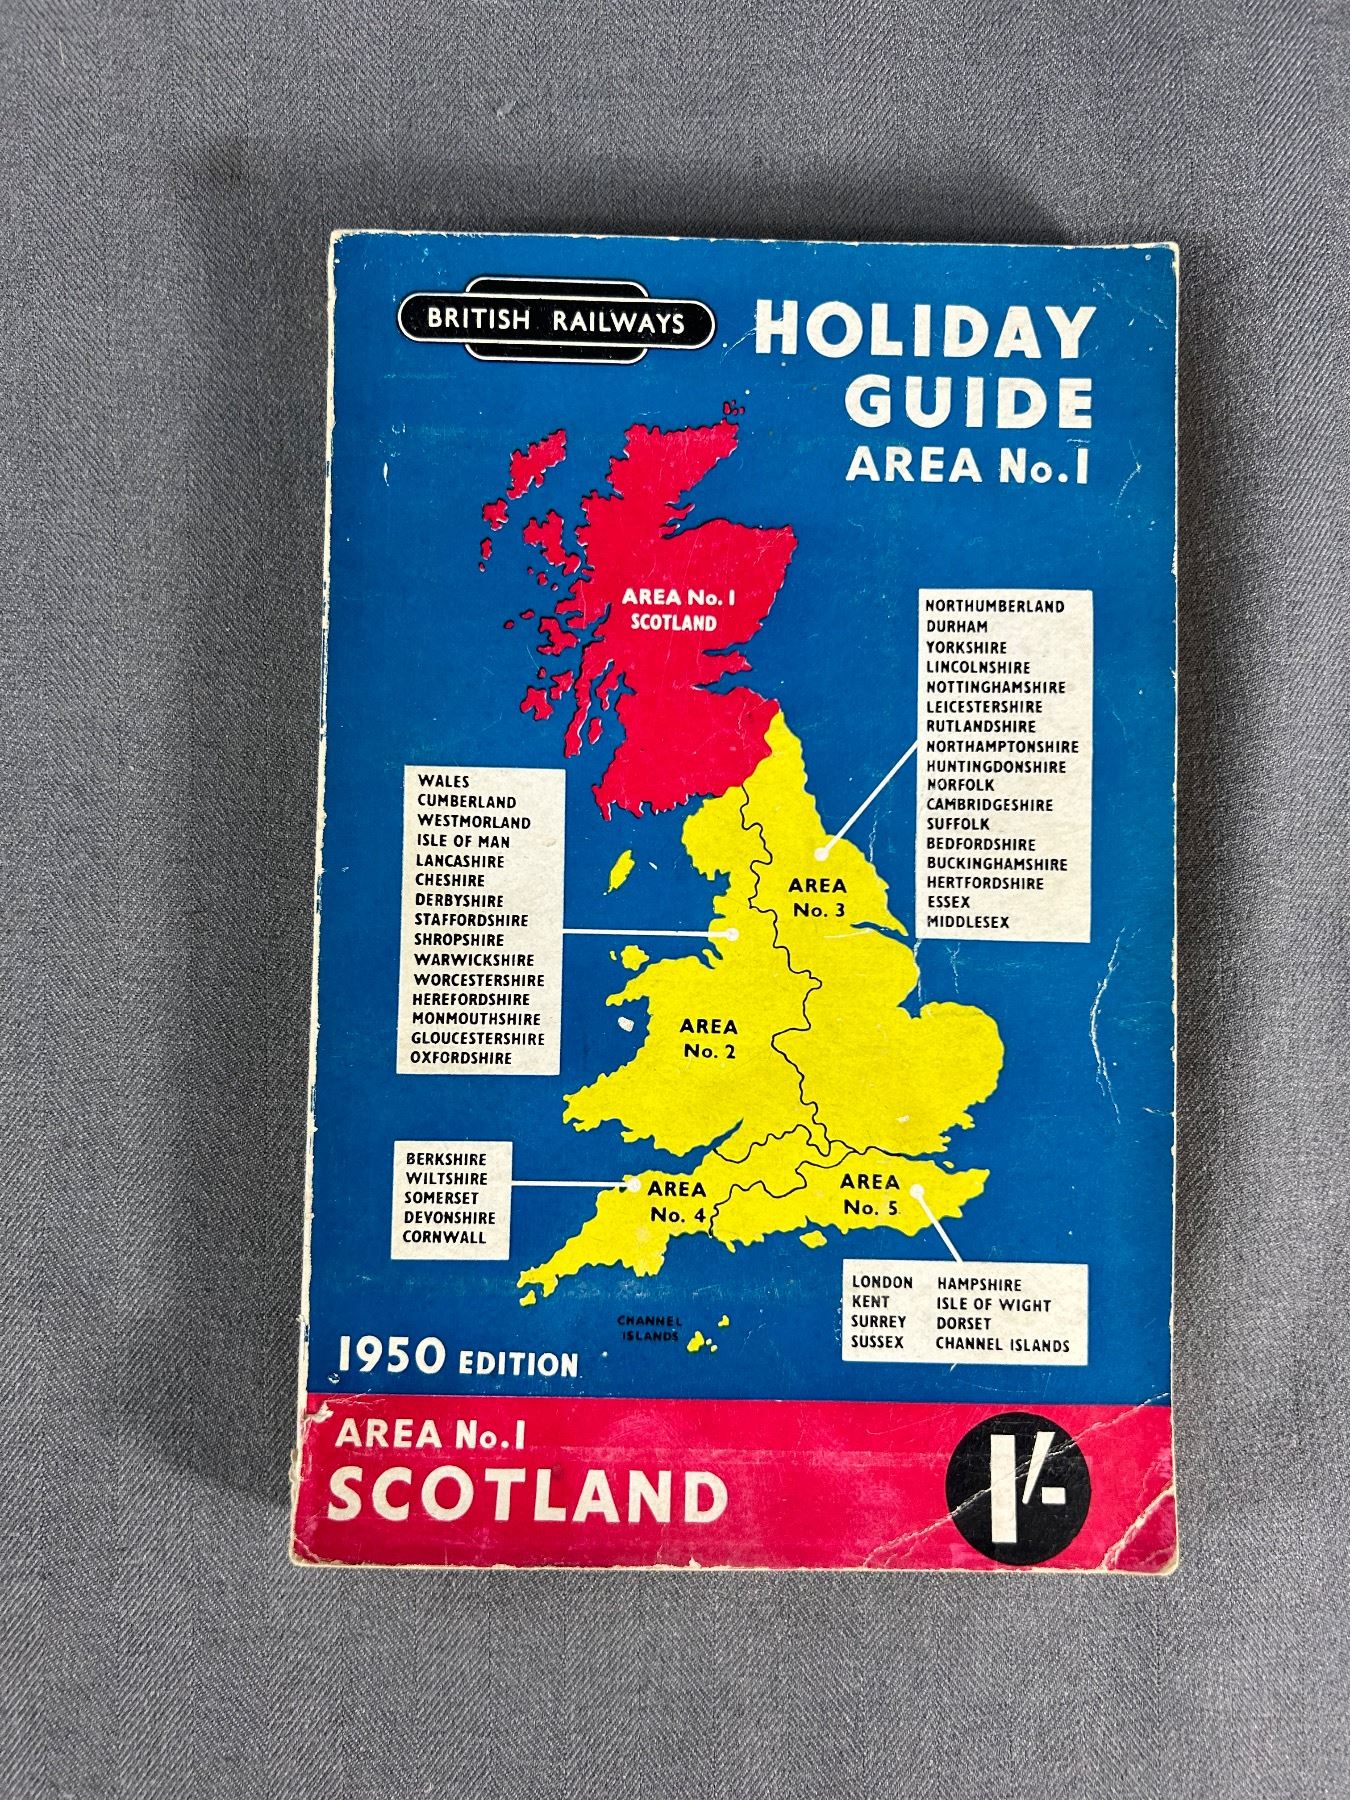 BRITISH RAILWAYS
HOLIDAY
GUIDE
AREA No.1
AREA No.1
SCOTLAND
NORTHUMBERLAND
DURHAM
YORKSHIRE
LINCOLNSHIRE
NOTTINGHAMSHIRE
LEICESTERSHIRE
RUTLANDSHIRE
NORTHAMPTONSHIRE
HUNTINGDONSHIRE
NORFOLK
CAMBRIDGESHIRE
SUFFOLK
BEDFORDSHIRE
BUCKINGHAMSHIRE
HERTFORDSHIRE
ESSEX
MIDDLESEX
WALES
CUMBERLAND
WESTMORLAND
ISLE OF MAN
LANCASHIRE
CHESHIRE
DERBYSHIRE
STAFFORDSHIRE
SHROPSHIRE
WARWICKSHIRE
WORCESTERSHIRE
HEREFORDSHIRE
MONMOUTHSHIRE
GLOUCESTERSHIRE
OXFORDSHIRE
AREA
No. 3
AREA
No. 2
BERKSHIRE
WILTSHIRE
SOMERSET
DEVONSHIRE
CORNWALL
AREA
No. 4
AREA
No. 5
LONDON HAMPSHIRE
KENT ISLE OF WIGHT
SURREY DORSET
SUSSEX CHANNEL ISLANDS
CHANNEL
ISLANDS
1950 EDITION
AREA No.1
SCOTLAND
1/-